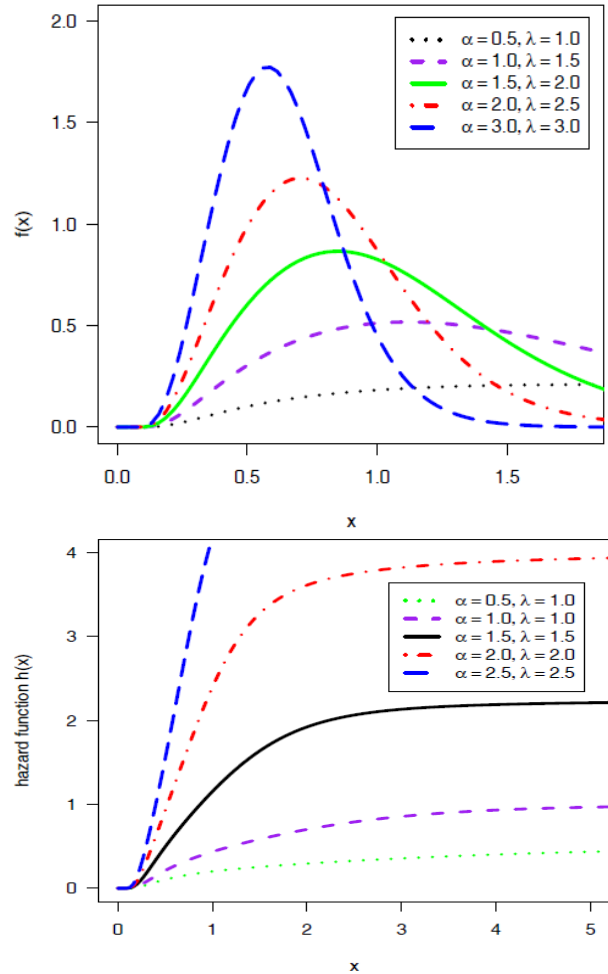 2.0
1.5
1.0
0.5
0.0
f(x)
α = 0.5, λ = 1.0
α = 1.0, λ = 1.5
α = 1.5, λ = 2.0
α = 2.0, λ = 2.5
α = 3.0, λ = 3.0
0.0 0.5 1.0 1.5
x
4
3
2
1
0
hazard function h(x)
α = 0.5, λ = 1.0
α = 1.0, λ = 1.0
α = 1.5, λ = 1.5
α = 2.0, λ = 2.0
α = 2.5, λ = 2.5
0 1 2 3 4 5
x